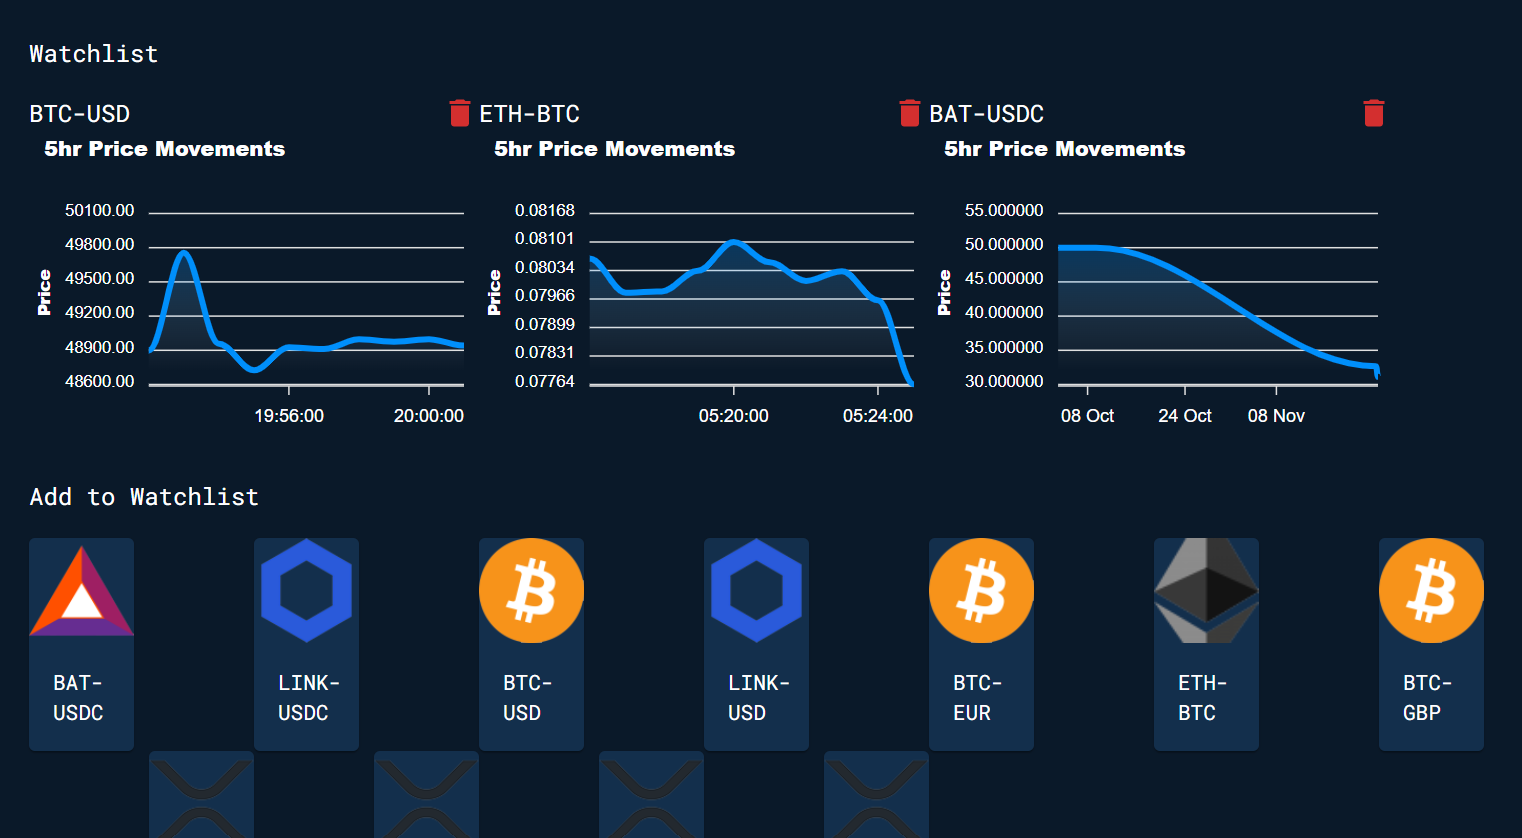 Watchlist
BTC-USD
5hr Price Movements
Price
50100.00
49800.00
49500.00
49200.00
48900.00
48600.00
19:56:00
20:00:00
ETH-BTC
5hr Price Movements
Price
0.08168
0.08101
0.08034
0.07966
0.07899
0.07831
0.07764
05:20:00
05:24:00
BAT-USDC
5hr Price Movements
Price
55.000000
50.000000
45.000000
40.000000
35.000000
30.000000
08 Oct
24 Oct
08 Nov
Add to Watchlist
BAT-
USDC
LINK-
USDC
BTC-
USD
LINK-
USD
BTC-
EUR
ETH-
BTC
BTC-
GBP